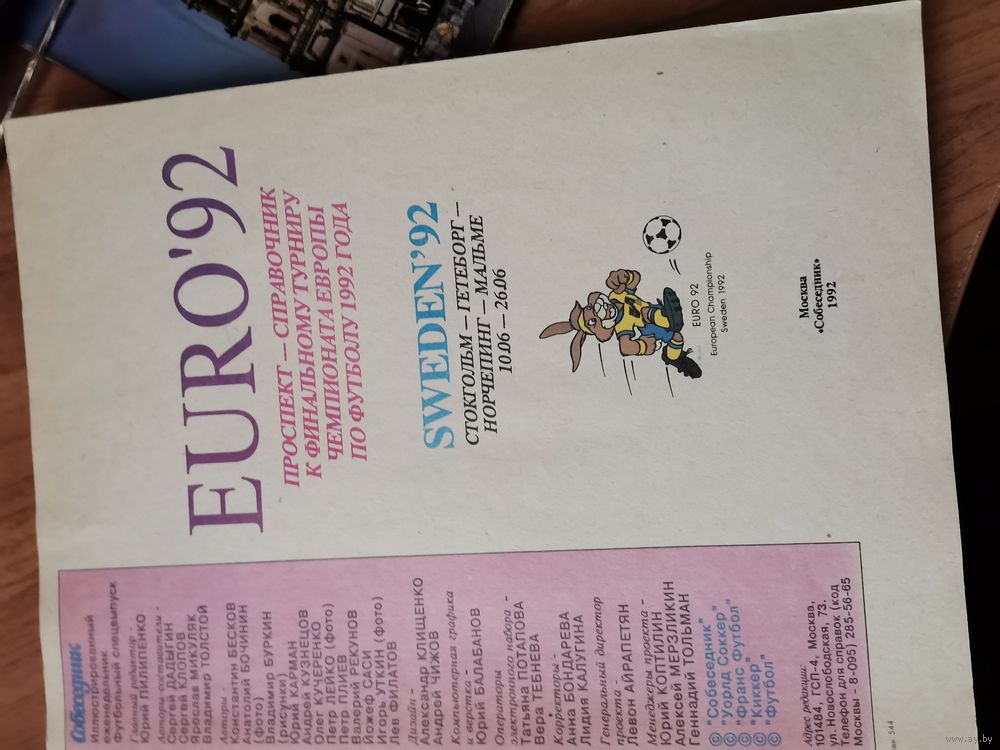 EURO'92
ПРОСПЕКТ – СПРАВОЧНИК
К ФИНАЛЬНОМУ ТУРНИРУ
ЧЕМПИОНАТА ЕВРОПЫ
ПО ФУТБОЛУ 1992 ГОДА
SWEDEN'92
СТОКГОЛЬМ – ГЕТЕБОРГ –
НОРЧЕПИНГ – МАЛЬМЕ
10.06 – 26.06
EURO 92
European Championship
Sweden 1992
Москва
«Собеседник»
1992
Собеседник
Иллюстрированный
еженедельник
Футбольный спецвыпуск
Главный редактор
ЮРИЙ ПИЛИПЕНКО
Авторы-составители -
Сергей ДАДЫГИН
Ярослав МИКУЛЯК
Владимир ТОЛСТОЙ
Авторы -
Константин БЕСКОВ
Анатолий БОЧИНИН
(фото)
Владимир БУРКИН
(рисунки)
Юрий КАРМАН
Андрей КУЗНЕЦОВ
Олег КУЧЕРЕНКО
Петр ЛЕЙКО (фото)
Петр ПЛИЕВ
Валерий РЕКУНОВ
Йожеф САСИ
Игорь УТКИН (фото)
Лев ФИЛАТОВ
Дизайн -
Александр КЛИЩЕНКО
Андрей ЧИЖОВ
Компьютерная графика
и верстка -
Юрий БАЛАБАНОВ
Операторы
электронного набора -
Татьяна ПОТАПОВА
Вера ТЕБНЕВА
Корректоры -
Анна БОНДАРЕВА
Лидия КАЛУГИНА
Генеральный директор
проекта -
Левон АЙРАПЕТЯН
Менеджеры проекта -
Юрий КОПТИЛИН
Алексей МЕРЗЛИКИН
Геннадий ТОЛЬМАН
© "Собеседник"
© "Уорлд Соккер"
© "Франс Футбол"
© "Киккер"
© "Футбол"
Адрес редакции:
101484, ГСП-4, Москва,
ул. Новослободская, 73.
Телефон для справок (код
Москвы - 8-095) 285-56-65
544
www.ay.by